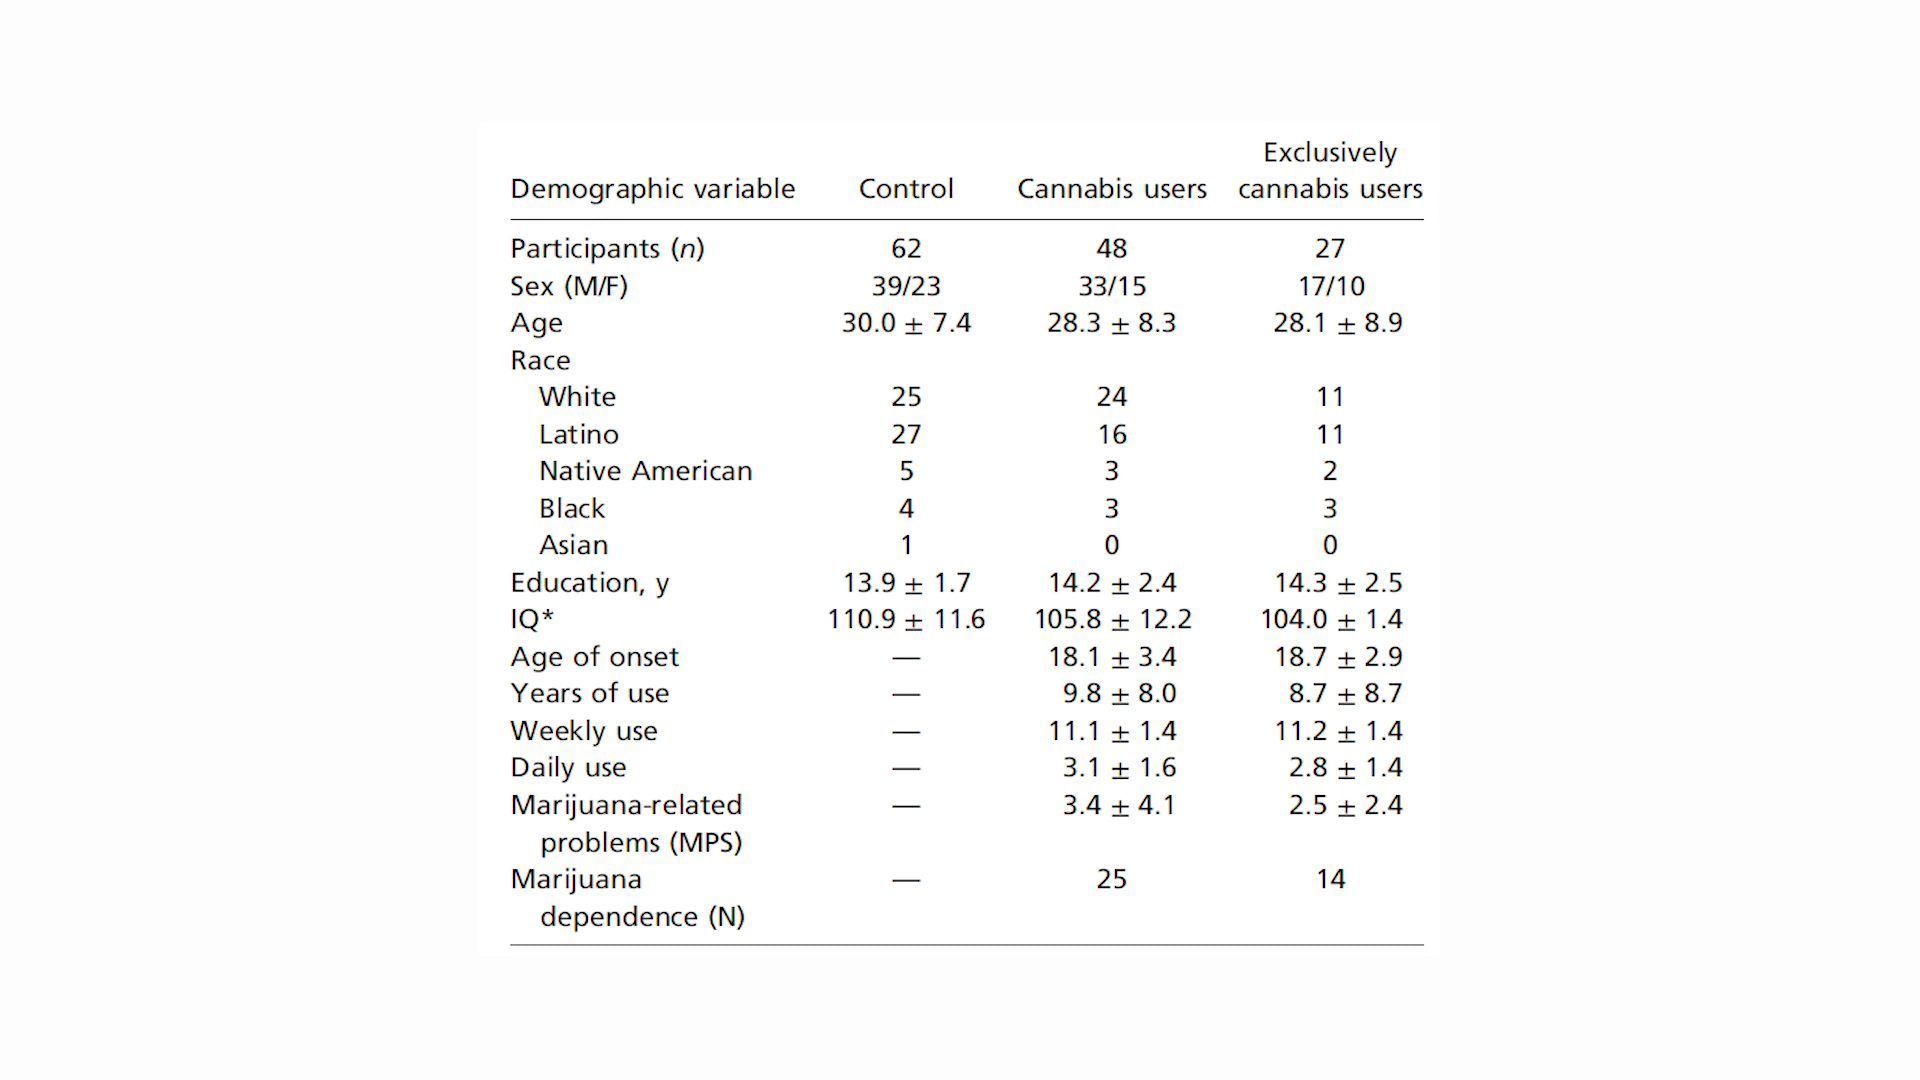 Exclusively
Demographic variable Control Cannabis users cannabis users
Participants (n) 62 48 27
Sex (M/F) 39/23 33/15 17/10
Age 30.0 ± 7.4 28.3 ± 8.3 28.1 ± 8.9
Race
White 25 24 11
Latino 27 16 11
Native American 5 3 2
Black 4 3 3
Asian 1 0 0
Education, y 13.9 ± 1.7 14.2 ± 2.4 14.3 ± 2.5
IQ* 110.9 ± 11.6 105.8 ± 12.2 104.0 ± 1.4
Age of onset — 18.1 ± 3.4 18.7 ± 2.9
Years of use — 9.8 ± 8.0 8.7 ± 8.7
Weekly use — 11.1 ± 1.4 11.2 ± 1.4
Daily use — 3.1 ± 1.6 2.8 ± 1.4
Marijuana-related — 3.4 ± 4.1 2.5 ± 2.4
problems (MPS)
Marijuana — 25 14
dependence (N)